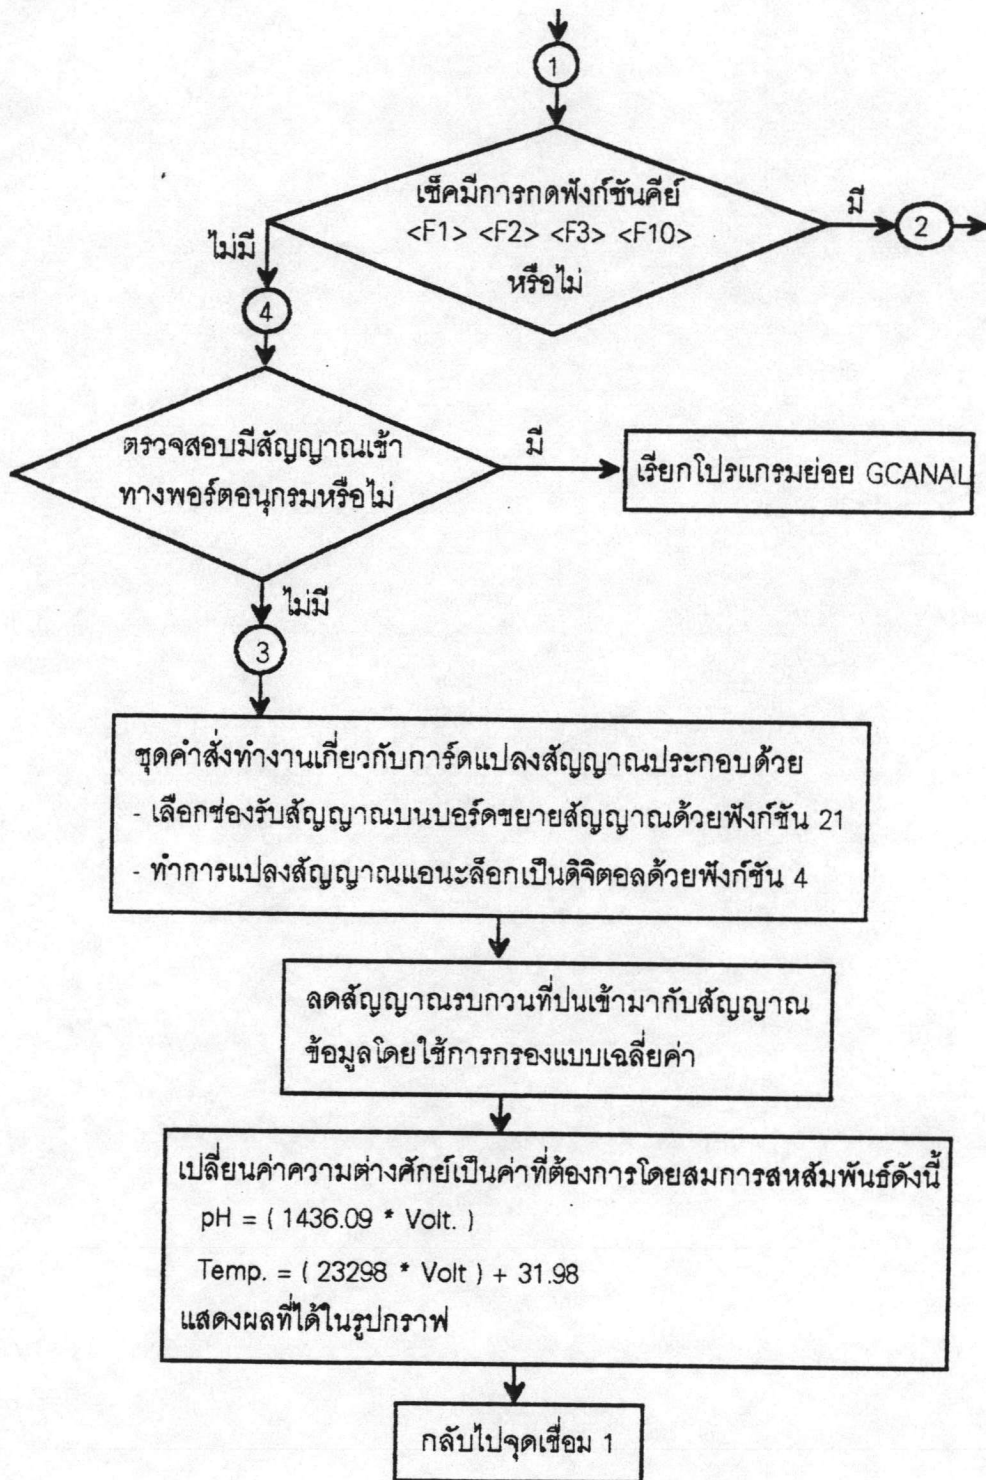 1
เช็คมีการกดฟังก์ชันคีย์
<F1> <F2> <F3> <F10>
หรือไม่
มี
2
ไม่มี
4
ตรวจสอบมีสัญญาณเข้า
ทางพอร์ตอนุกรมหรือไม่
มี
เรียกโปรแกรมย่อย GCANAL
ไม่มี
3
ชุดคำสั่งทำงานเกี่ยวกับการ์ดแปลงสัญญาณประกอบด้วย
- เลือกช่องรับสัญญาณบนบอร์ดขยายสัญญาณด้วยฟังก์ชัน 21
- ทำการแปลงสัญญาณแอนะล็อกเป็นดิจิตอลด้วยฟังก์ชัน 4
ลดสัญญาณรบกวนที่ปนเข้ามากับสัญญาณ
ข้อมูลโดยใช้การกรองแบบเฉลี่ยค่า
เปลี่ยนค่าความต่างศักย์เป็นค่าที่ต้องการโดยสมการสหสัมพันธ์ดังนี้
pH = ( 1436.09 * Volt. )
Temp. = ( 23298 * Volt ) + 31.98
แสดงผลที่ได้ในรูปกราฟ
กลับไปจุดเชื่อม 1